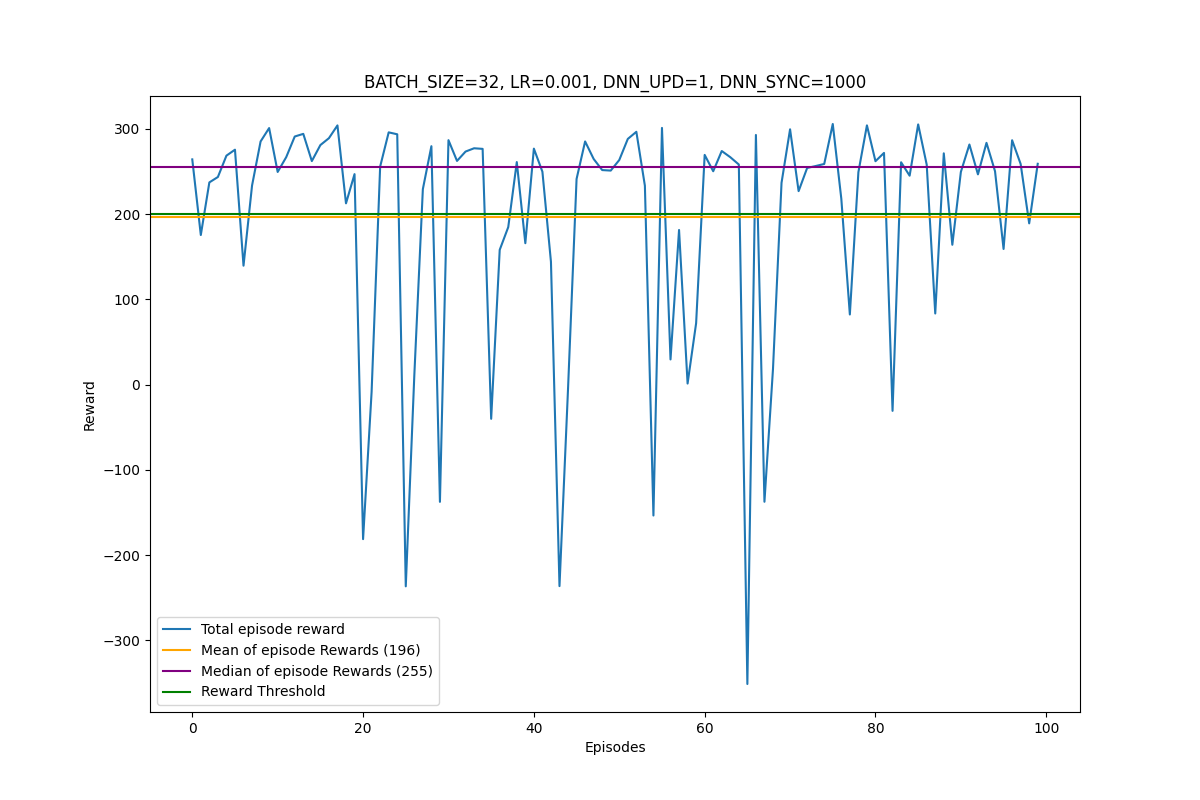 BATCH_SIZE=32, LR=0.001, DNN_UPD=1, DNN_SYNC=1000
300
200
100
0
−100
−200
−300
Reward
Total episode reward
Mean of episode Rewards (196)
Median of episode Rewards (255)
Reward Threshold
0 20 40 60 80 100
Episodes